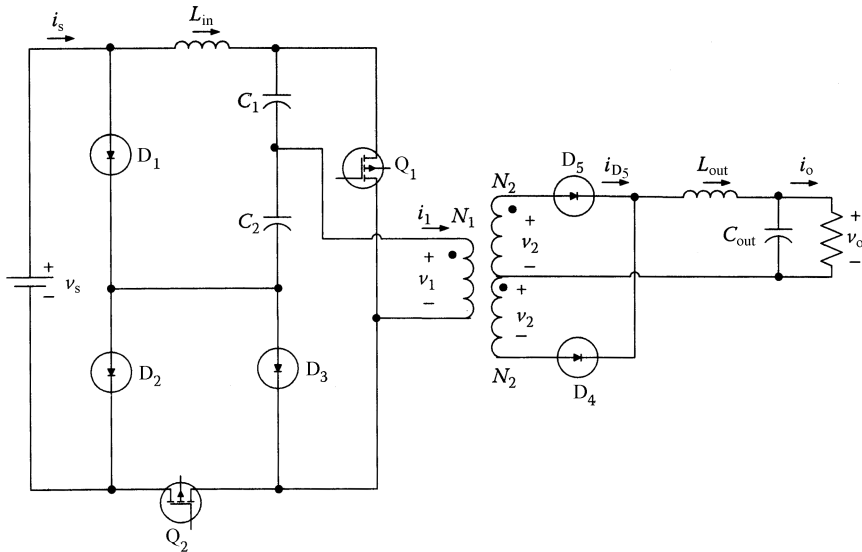 i_s
L_in
C_1
D_1
Q_1
D_5
i_D5
L_out
i_o
N_2
i_1
N_1
C_2
+
v_2
−
C_out
+
v_o
−
+
v_1
−
+
v_s
−
+
v_2
−
D_2
D_3
N_2
D_4
Q_2